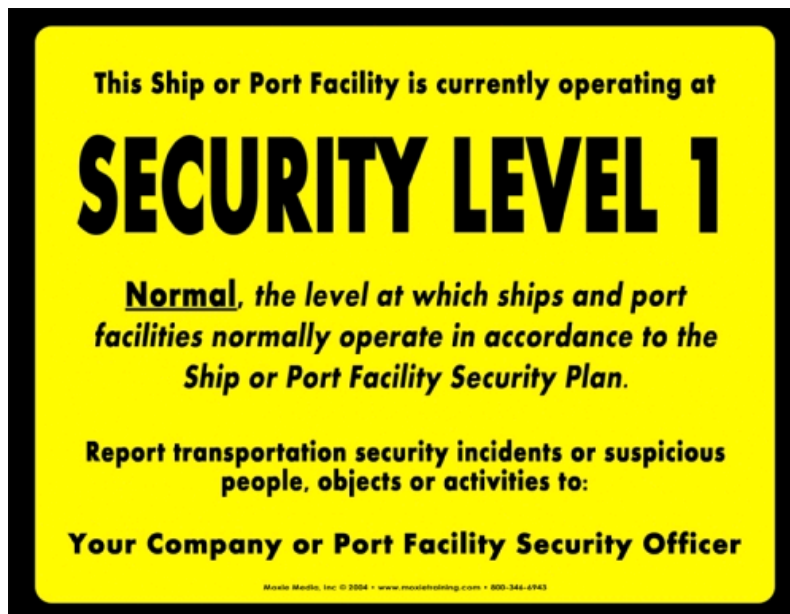 This Ship or Port Facility is currently operating at
SECURITY LEVEL 1
Normal, the level at which ships and port
facilities normally operate in accordance to the
Ship or Port Facility Security Plan.
Report transportation security incidents or suspicious
people, objects or activities to:
Your Company or Port Facility Security Officer
Moxie Media, Inc © 2004 • www.moxietraining.com • 800-346-6943